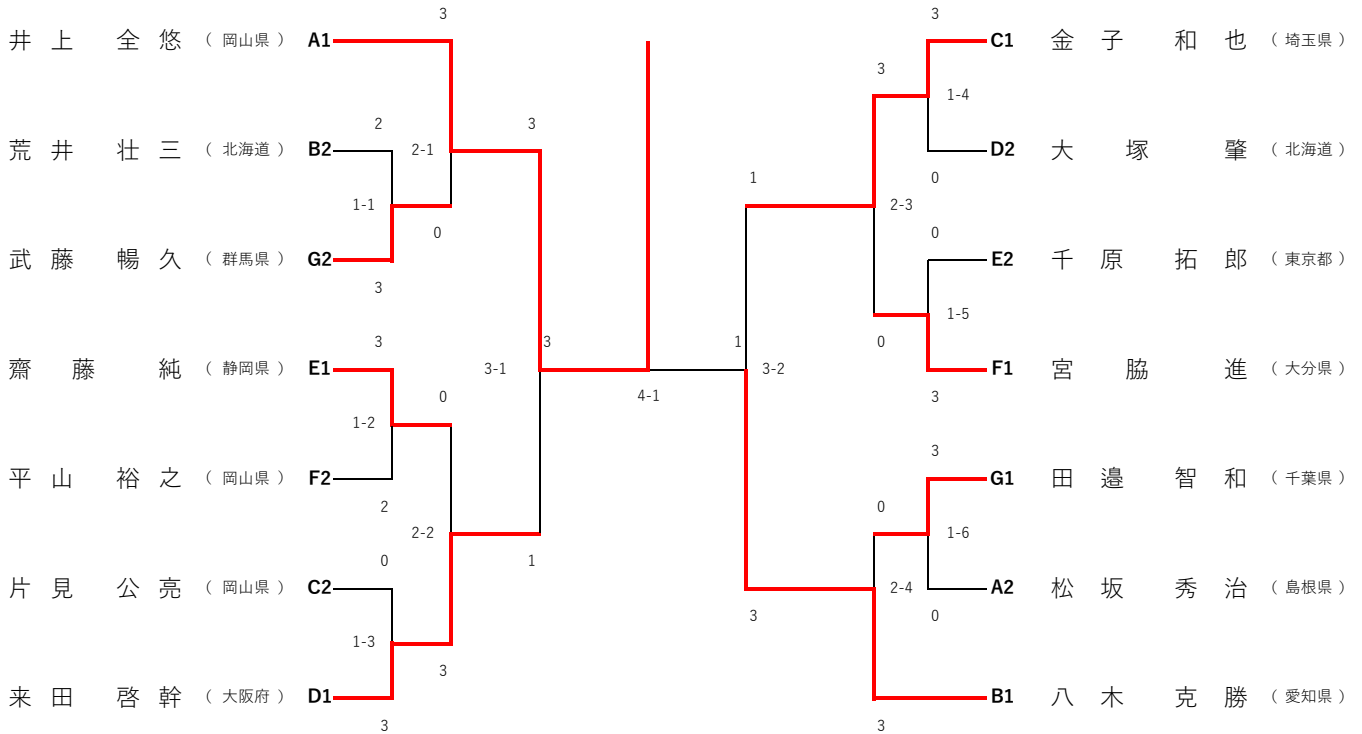 3 3
井上 全悠 （ 岡山県 ） A1 C1 金子 和也 （ 埼玉県 ）
3
1-4
2 3
荒井 壮三 （ 北海道 ） B2 2-1 D2 大塚 肇 （ 北海道 ）
1 0
1-1 2-3
0 0
武藤 暢久 （ 群馬県 ） G2 E2 千原 拓郎 （ 東京都 ）
3
1-5
3 3 1 0
齋藤 純 （ 静岡県 ） E1 3-1 3-2 F1 宮脇 進 （ 大分県 ）
0 4-1 3
1-2
3
平山 裕之 （ 岡山県 ） F2 G1 田邉 智和 （ 千葉県 ）
2 0
2-2 1-6
0 1
片見 公亮 （ 岡山県 ） C2 2-4 A2 松坂 秀治 （ 島根県 ）
3 0
1-3
3
来田 啓幹 （ 大阪府 ） D1 B1 八木 克勝 （ 愛知県 ）
3 3